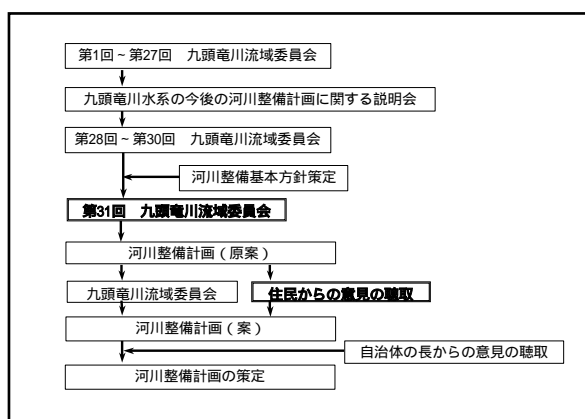 第1回~第27回 九頭竜川流域委員会
九頭竜川水系の今後の河川整備計画に関する説明会
第28回~第30回 九頭竜川流域委員会
河川整備基本方針策定
第31回 九頭竜川流域委員会
河川整備計画(原案)
九頭竜川流域委員会
住民からの意見の聴取
河川整備計画(案)
自治体の長からの意見の聴取
河川整備計画の策定